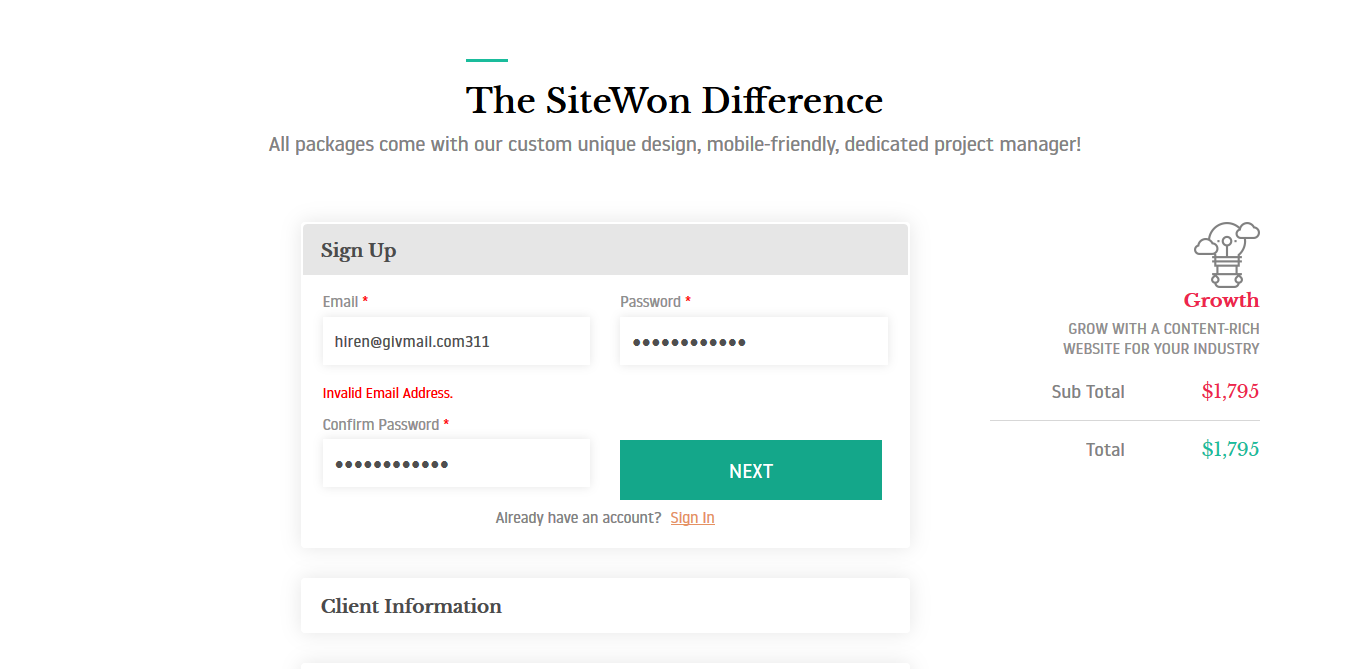 The SiteWon Difference
All packages come with our custom unique design, mobile-friendly, dedicated project manager!
Sign Up
Email *
Password *
hiren@givmail.com311
••••••••••••
Invalid Email Address.
Confirm Password *
••••••••••••
NEXT
Already have an account? Sign In
Client Information
Growth
GROW WITH A CONTENT-RICH
WEBSITE FOR YOUR INDUSTRY
Sub Total $1,795
Total $1,795